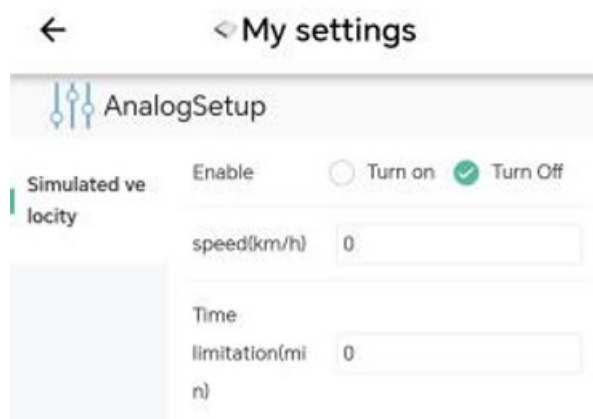 My settings
AnalogSetup
Simulated ve
locity
Enable
Turn on
Turn Off
speed(km/h)
0
Time
limitation(mi
n)
0